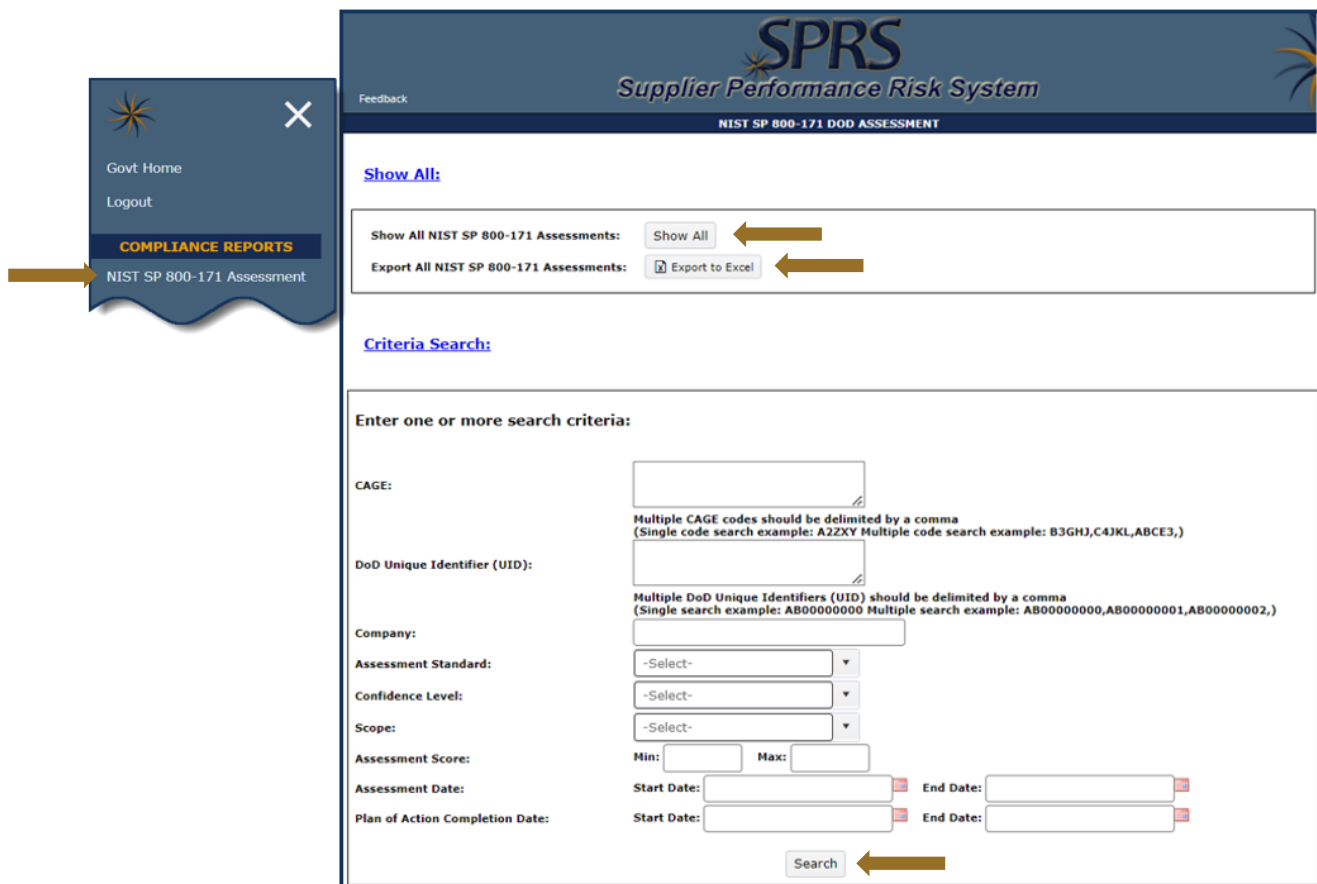 Govt Home
Logout
COMPLIANCE REPORTS
NIST SP 800-171 Assessment
SPRS
Supplier Performance Risk System
Feedback
NIST SP 800-171 DOD ASSESSMENT
Show All:
Show All NIST SP 800-171 Assessments: Show All
Export All NIST SP 800-171 Assessments: Export to Excel
Criteria Search:
Enter one or more search criteria:
CAGE:
Multiple CAGE codes should be delimited by a comma
(Single code search example: A2ZXY Multiple code search example: B3GHJ,C4JKL,ABCE3,)
DoD Unique Identifier (UID):
Multiple DoD Unique Identifiers (UID) should be delimited by a comma
(Single search example: AB00000000 Multiple search example: AB00000000,AB00000001,AB00000002,)
Company:
Assessment Standard: -Select-
Confidence Level: -Select-
Scope: -Select-
Assessment Score: Min: Max:
Assessment Date: Start Date: End Date:
Plan of Action Completion Date: Start Date: End Date:
Search